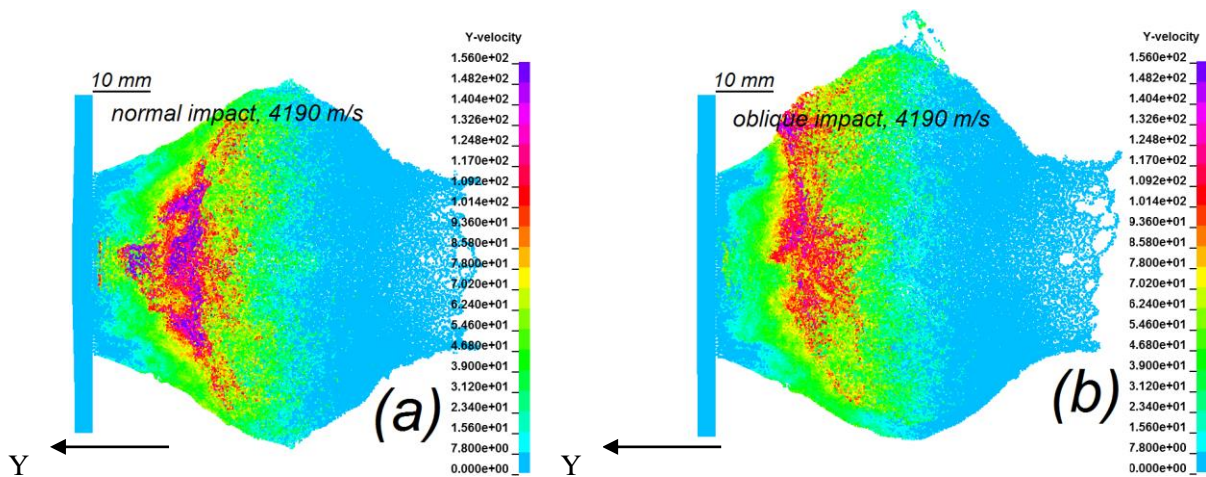 Y-velocity
1.560e+02
1.482e+02
1.404e+02
1.326e+02
1.248e+02
1.170e+02
1.092e+02
1.014e+02
9.360e+01
8.580e+01
7.800e+01
7.020e+01
6.240e+01
5.460e+01
4.680e+01
3.900e+01
3.120e+01
2.340e+01
1.560e+01
7.800e+00
0.000e+00
10 mm
normal impact, 4190 m/s
(a)
Y
Y-velocity
1.560e+02
1.482e+02
1.404e+02
1.326e+02
1.248e+02
1.170e+02
1.092e+02
1.014e+02
9.360e+01
8.580e+01
7.800e+01
7.020e+01
6.240e+01
5.460e+01
4.680e+01
3.900e+01
3.120e+01
2.340e+01
1.560e+01
7.800e+00
0.000e+00
10 mm
oblique impact, 4190 m/s
(b)
Y